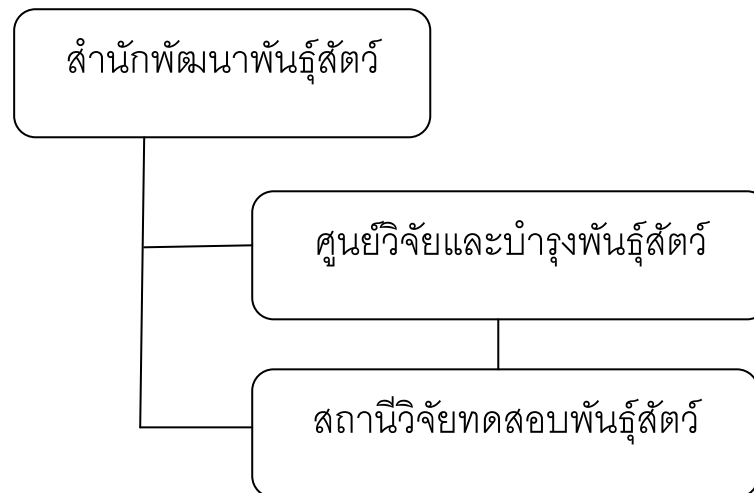 สำนักพัฒนาพันธุ์สัตว์
ศูนย์วิจัยและบำรุงพันธุ์สัตว์
สถานีวิจัยทดสอบพันธุ์สัตว์